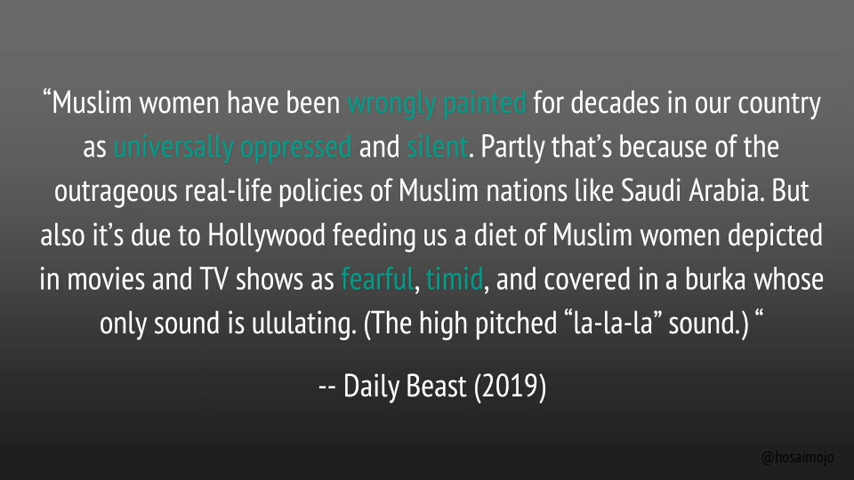 “Muslim women have been wrongly painted for decades in our country
as universally oppressed and silent. Partly that’s because of the
outrageous real-life policies of Muslim nations like Saudi Arabia. But
also it’s due to Hollywood feeding us a diet of Muslim women depicted
in movies and TV shows as fearful, timid, and covered in a burka whose
only sound is ululating. (The high pitched “la-la-la” sound.) “
-- Daily Beast (2019)
@hosaimojo